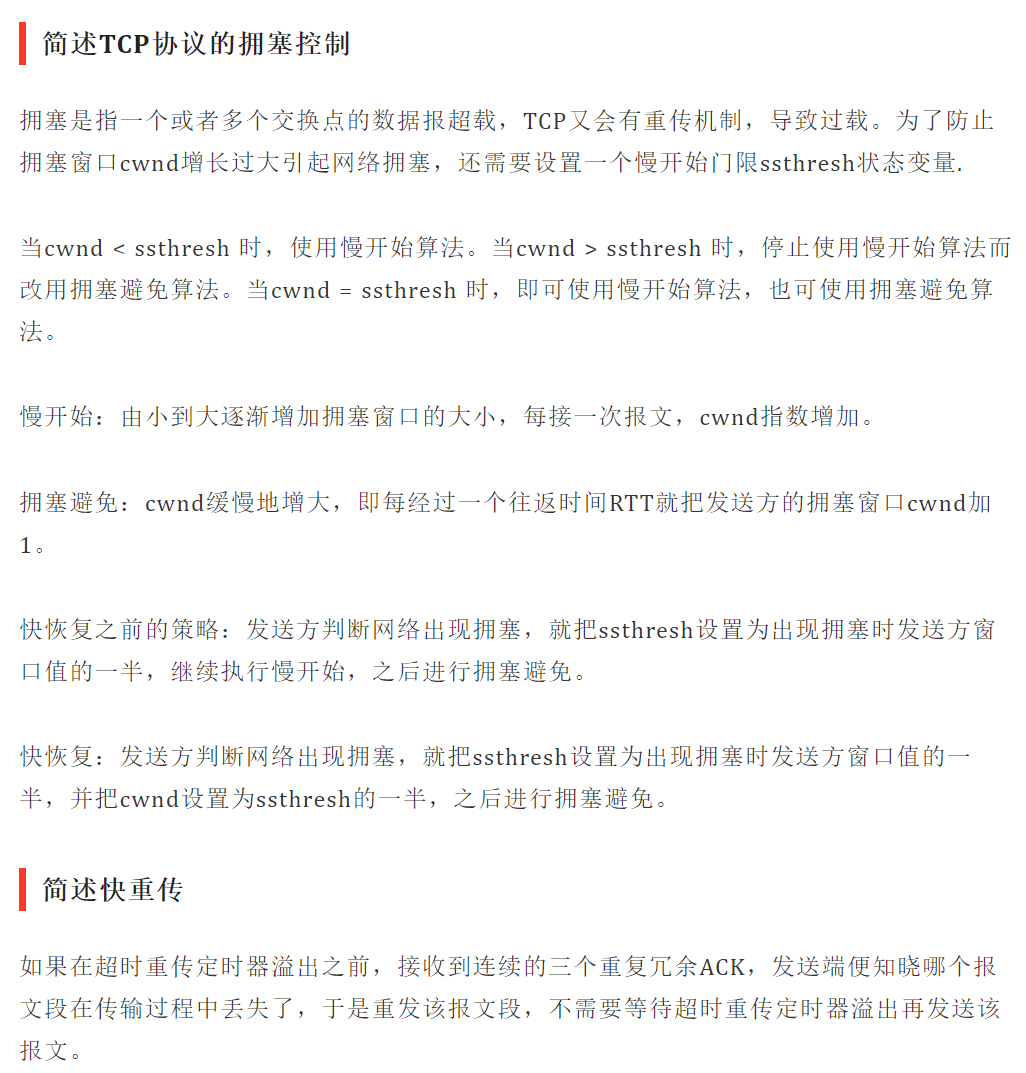 简述TCP协议的拥塞控制
拥塞是指一个或者多个交换点的数据报超载，TCP又会有重传机制，导致过载。为了防止
拥塞窗口cwnd增长过大引起网络拥塞，还需要设置一个慢开始门限ssthresh状态变量.
当cwnd < ssthresh 时，使用慢开始算法。当cwnd > ssthresh 时，停止使用慢开始算法而
改用拥塞避免算法。当cwnd = ssthresh 时，即可使用慢开始算法，也可使用拥塞避免算
法。
慢开始：由小到大逐渐增加拥塞窗口的大小，每接一次报文，cwnd指数增加。
拥塞避免：cwnd缓慢地增大，即每经过一个往返时间RTT就把发送方的拥塞窗口cwnd加
1。
快恢复之前的策略：发送方判断网络出现拥塞，就把ssthresh设置为出现拥塞时发送方窗
口值的一半，继续执行慢开始，之后进行拥塞避免。
快恢复：发送方判断网络出现拥塞，就把ssthresh设置为出现拥塞时发送方窗口值的一
半，并把cwnd设置为ssthresh的一半，之后进行拥塞避免。
简述快重传
如果在超时重传定时器溢出之前，接收到连续的三个重复冗余ACK，发送端便知晓哪个报
文段在传输过程中丢失了，于是重发该报文段，不需要等待超时重传定时器溢出再发送该
报文。